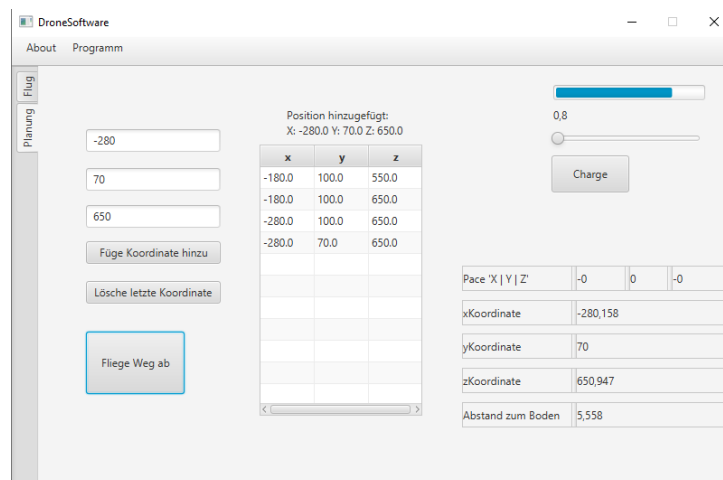 DroneSoftware
About Programm
Flug
Planung
-280
70
650
Füge Koordinate hinzu
Lösche letzte Koordinate
Fliege Weg ab
Position hinzugefügt:
X: -280.0 Y: 70.0 Z: 650.0
x y z
-180.0 100.0 550.0
-180.0 100.0 650.0
-280.0 100.0 650.0
-280.0 70.0 650.0
0,8
Charge
Pace 'X | Y | Z' -0 0 -0
xKoordinate -280,158
yKoordinate 70
zKoordinate 650,947
Abstand zum Boden 5,558